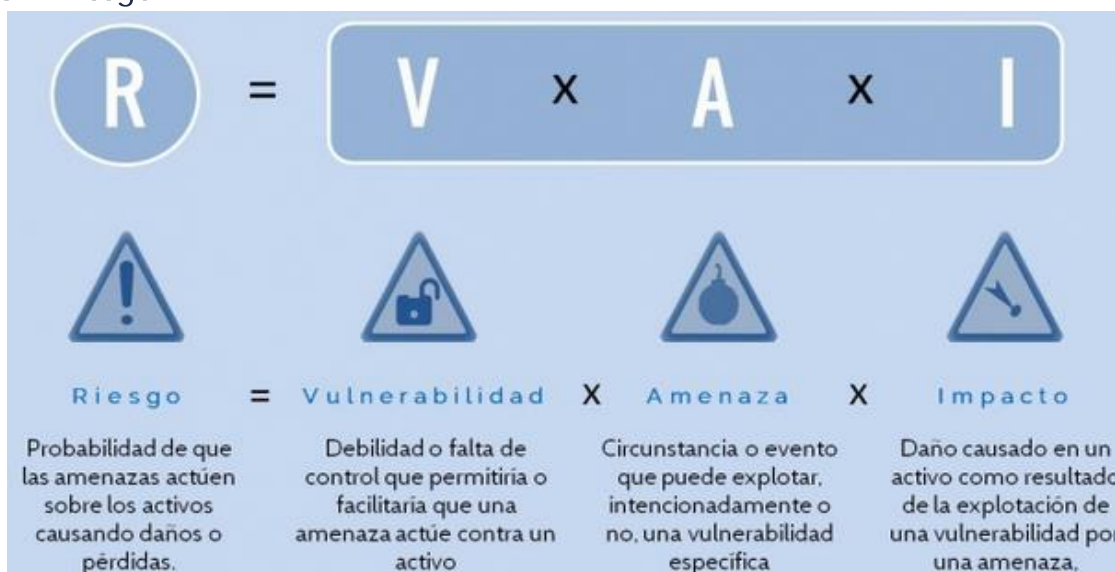 R = V x A x I
Riesgo = Vulnerabilidad X Amenaza X Impacto
Probabilidad de que
las amenazas actúen
sobre los activos
causando daños o
pérdidas.
Debilidad o falta de
control que permitiría o
facilitaría que una
amenaza actúe contra un
activo
Circunstancia o evento
que puede explotar,
intencionadamente o
no, una vulnerabilidad
específica
Daño causado en un
activo como resultado
de la explotación de
una vulnerabilidad por
una amenaza,